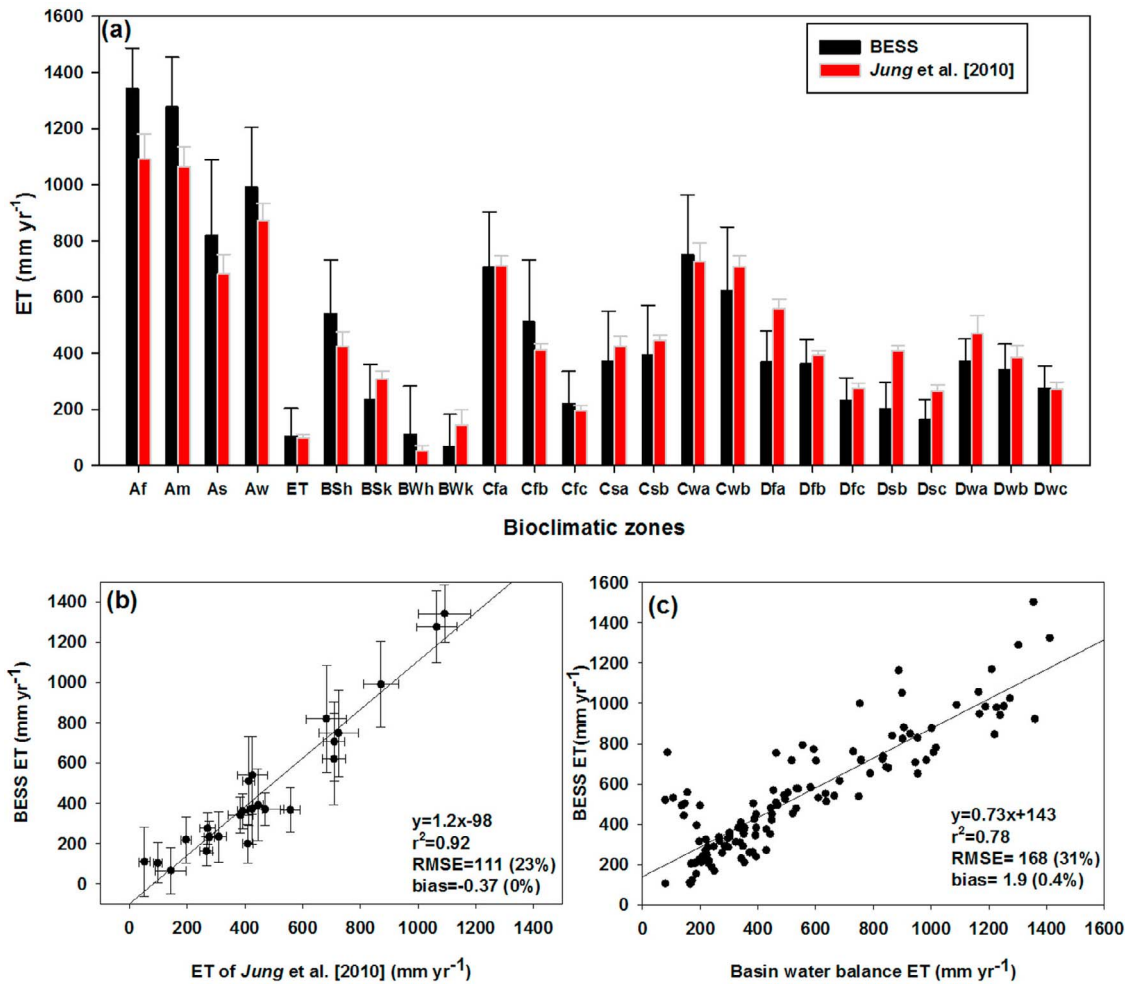 (a)
BESS
Jung et al. [2010]
ET (mm yr-1)
1600
1400
1200
1000
800
600
400
200
0
Af Am As Aw ET BSh BSk BWh BWk Cfa Cfb Cfc Csa Csb Cwa Cwb Dfa Dfb Dfc Dsb Dsc Dwa Dwb Dwc
Bioclimatic zones
(b)
BESS ET (mm yr-1)
1400
1200
1000
800
600
400
200
0
y=1.2x-98
r2=0.92
RMSE=111 (23%)
bias=-0.37 (0%)
0 200 400 600 800 1000 1200 1400
ET of Jung et al. [2010] (mm yr-1)
(c)
BESS ET(mm yr-1)
1600
1400
1200
1000
800
600
400
200
0
y=0.73x+143
r2=0.78
RMSE= 168 (31%)
bias= 1.9 (0.4%)
0 200 400 600 800 1000 1200 1400 1600
Basin water balance ET (mm yr-1)